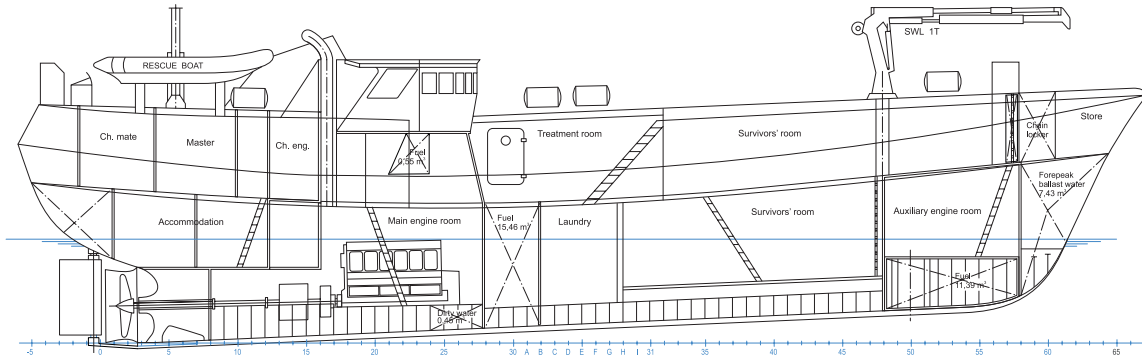 SWL 1T
RESCUE BOAT
Ch. mate
Master
Ch. eng.
Fuel
0,55 m³
Treatment room
Survivors' room
Chain
locker
Store
Forepeak
ballast water
7,43 m³
Accommodation
Main engine room
Fuel
15,46 m³
Laundry
Survivors' room
Auxiliary engine room
Fuel
11,39 m³
Dirty water
0,45 m³
-5 0 5 10 15 20 25 30 A B C D E F G H I 31 35 40 45 50 55 60 65